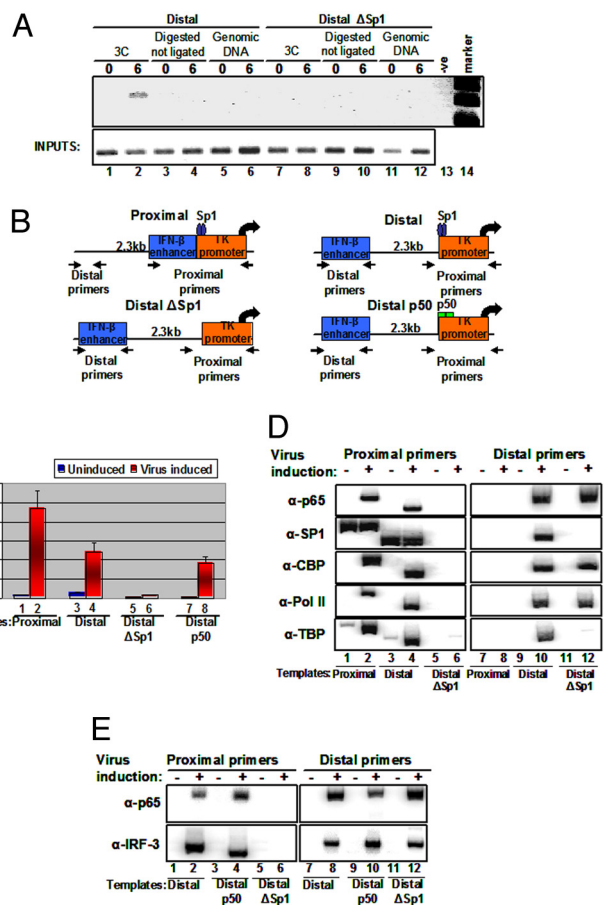 A
Distal
Distal ΔSp1
3C
Digested not ligated
Genomic DNA
3C
Digested not ligated
Genomic DNA
-ve
marker
0 6 0 6 0 6 0 6 0 6 0 6
INPUTS:
1 2 3 4 5 6 7 8 9 10 11 12 13 14
B
Proximal
Sp1
IFN-β enhancer
TK promoter
2.3kb
Distal primers
Proximal primers
Distal
Sp1
IFN-β enhancer
2.3kb
TK promoter
Distal primers
Proximal primers
Distal ΔSp1
IFN-β enhancer
2.3kb
TK promoter
Distal primers
Proximal primers
Distal p50
p50
IFN-β enhancer
2.3kb
TK promoter
Distal primers
Proximal primers
Uninduced
Virus induced
1 2 3 4 5 6 7 8
es:Proximal
Distal
Distal ΔSp1
Distal p50
D
Proximal primers
Distal primers
Virus induction:
- + - + - + - + - + - +
α-p65
α-SP1
α-CBP
α-Pol II
α-TBP
1 2 3 4 5 6 7 8 9 10 11 12
Templates:
Proximal
Distal
Distal ΔSp1
Proximal
Distal
Distal ΔSp1
E
Proximal primers
Distal primers
Virus induction:
- + - + - + - + - + - +
α-p65
α-IRF-3
1 2 3 4 5 6 7 8 9 10 11 12
Templates:
Distal
Distal p50
Distal ΔSp1
Distal
Distal p50
Distal ΔSp1